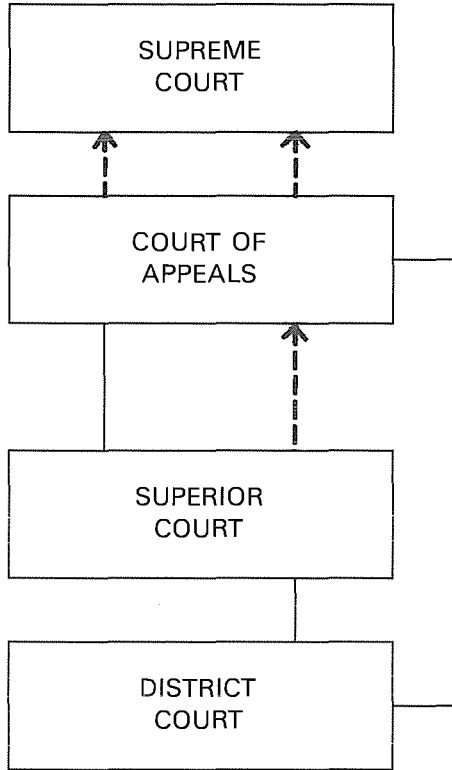 SUPREME
COURT
COURT OF
APPEALS
SUPERIOR
COURT
DISTRICT
COURT